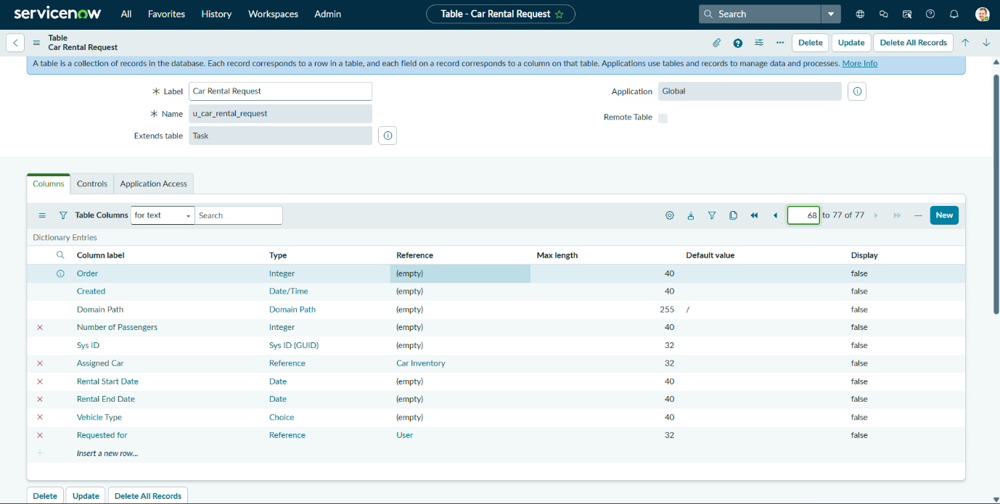 servicenow All Favorites History Workspaces Admin Table - Car Rental Request Search
Table
Car Rental Request
Delete Update Delete All Records
A table is a collection of records in the database. Each record corresponds to a row in a table, and each field on a record corresponds to a column on that table. Applications use tables and records to manage data and processes. More Info
Label Car Rental Request Application Global
Name u_car_rental_request Remote Table
Extends table Task
Columns Controls Application Access
Table Columns for text Search 68 to 77 of 77 New
Dictionary Entries
Column label Type Reference Max length Default value Display
Order Integer (empty) 40 false
Created Date/Time (empty) 40 false
Domain Path Domain Path (empty) 255 / false
Number of Passengers Integer (empty) 40 false
Sys ID Sys ID (GUID) (empty) 32 false
Assigned Car Reference Car Inventory 32 false
Rental Start Date Date (empty) 40 false
Rental End Date Date (empty) 40 false
Vehicle Type Choice (empty) 40 false
Requested for Reference User 32 false
Insert a new row...
Delete Update Delete All Records